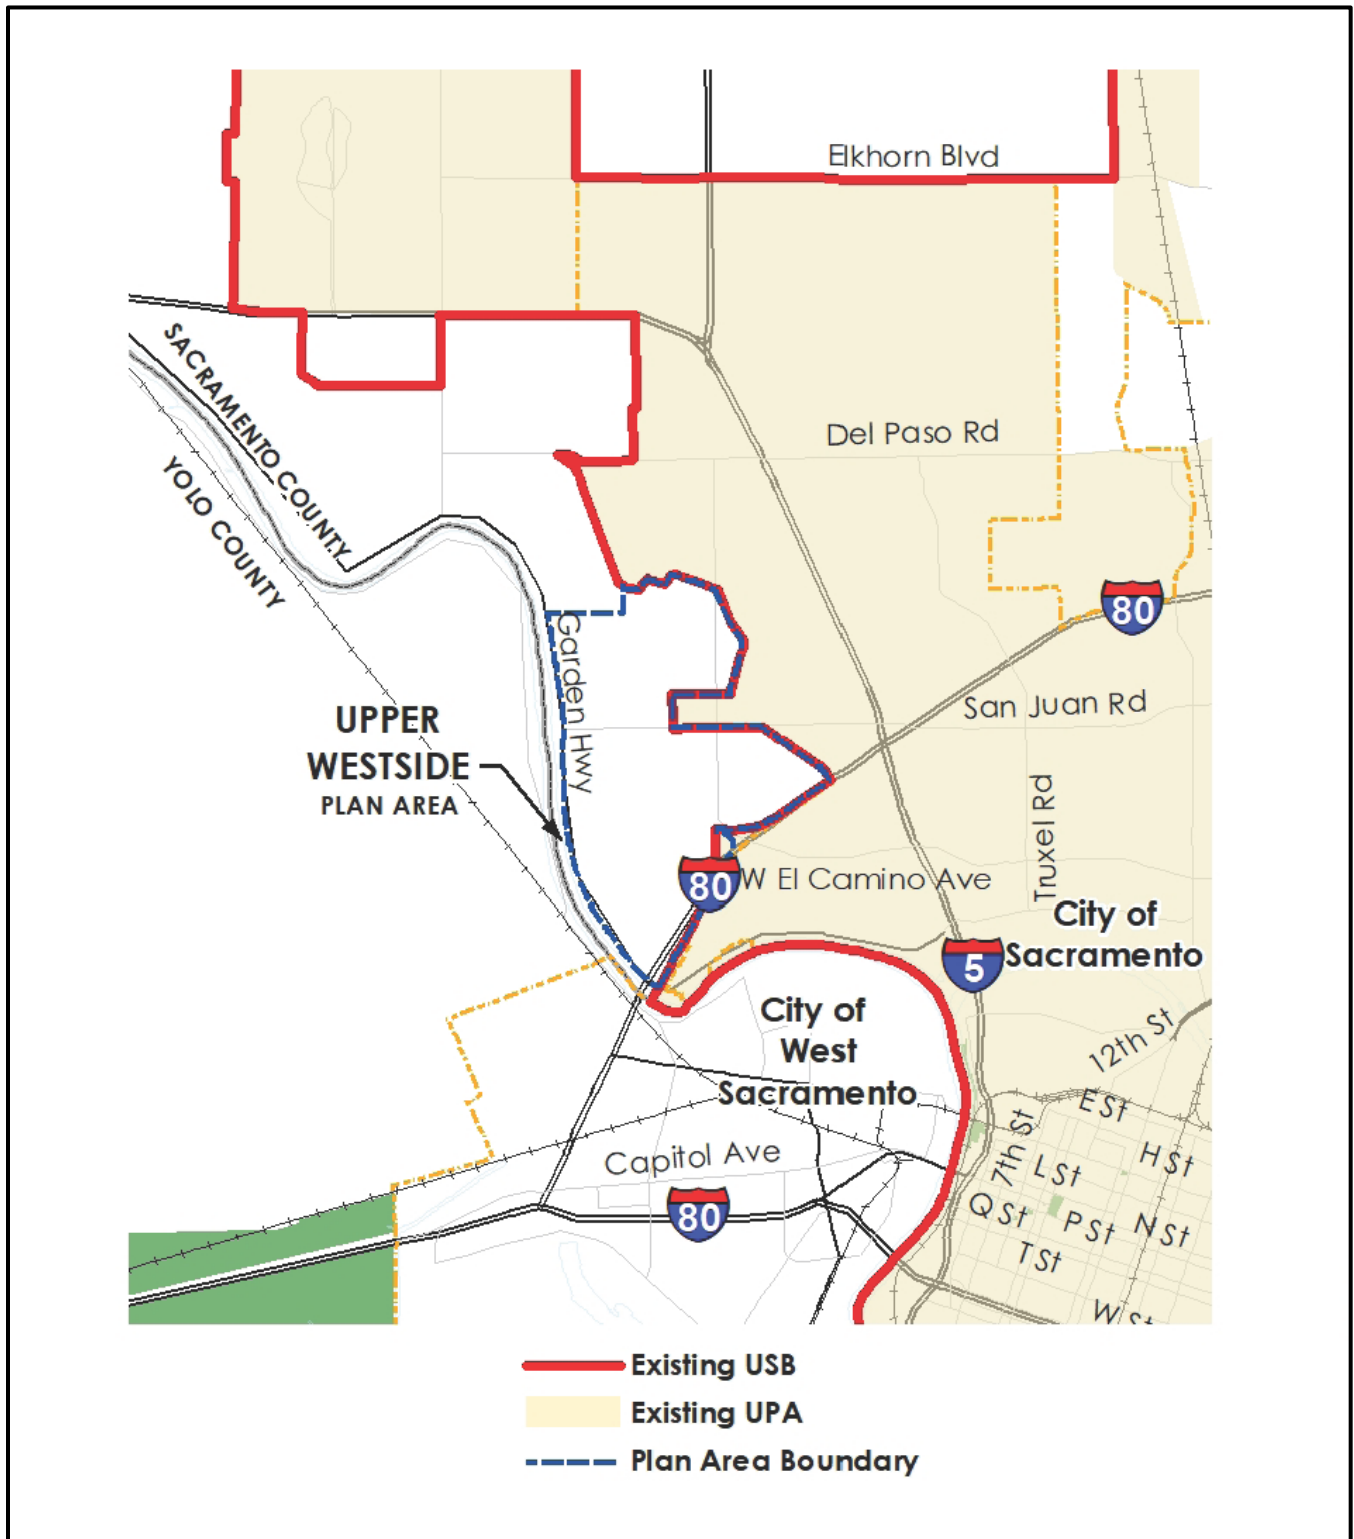 Elkhorn Blvd
SACRAMENTO COUNTY
YOLO COUNTY
Del Paso Rd
80
Garden Hwy
San Juan Rd
UPPER
WESTSIDE
PLAN AREA
Truxel Rd
80
W El Camino Ave
City of
Sacramento
5
City of
West
Sacramento
12th St
E St
7th St
H St
L St
Capitol Ave
80
Q St
P St
N St
T St
W St
Existing USB
Existing UPA
Plan Area Boundary